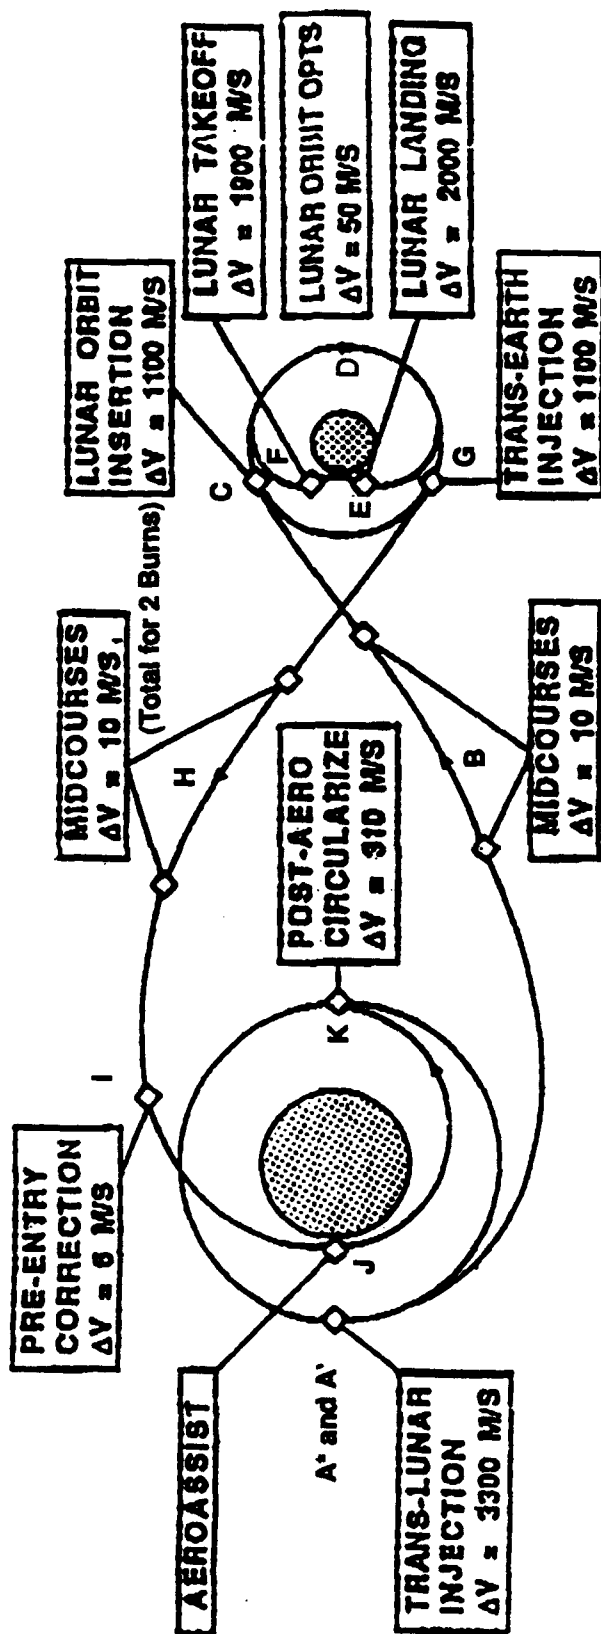 PRE-ENTRY
CORRECTION
ΔV = 6 M/S
I
MIDCOURSES
ΔV = 10 M/S,
(Total for 2 Burns)
H
LUNAR ORBIT
INSERTION
ΔV = 1100 M/S
C
LUNAR TAKEOFF
ΔV = 1900 M/S
F
LUNAR ORBIT OPTS
ΔV = 50 M/S
D
LUNAR LANDING
ΔV = 2000 M/S
E
G
TRANS-EARTH
INJECTION
ΔV = 1100 M/S
AEROASSIST
J
A* and A'
TRANS-LUNAR
INJECTION
ΔV = 3300 M/S
POST-AERO
CIRCULARIZE
ΔV = 310 M/S
K
B
MIDCOURSES
ΔV = 10 M/S